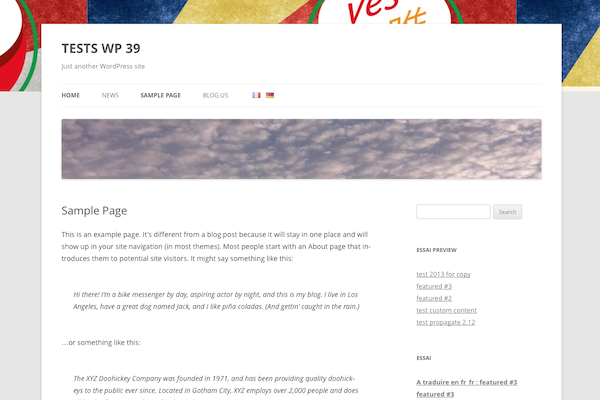 ves
TESTS WP 39
Just another WordPress site
HOME NEWS SAMPLE PAGE BLOG US
Sample Page
Search
This is an example page. It's different from a blog post because it will stay in one place and will
show up in your site navigation (in most themes). Most people start with an About page that in-
troduces them to potential site visitors. It might say something like this:
Hi there! I'm a bike messenger by day, aspiring actor by night, and this is my blog. I live in Los
Angeles, have a great dog named Jack, and I like piña coladas. (And gettin' caught in the rain.)
…or something like this:
The XYZ Doohickey Company was founded in 1971, and has been providing quality doohick-
eys to the public ever since. Located in Gotham City, XYZ employs over 2,000 people and does
ESSAI PREVIEW
test 2013 for copy
featured #3
featured #2
test custom content
test propagate 2.12
ESSAI
A traduire en fr_fr : featured #3
featured #3